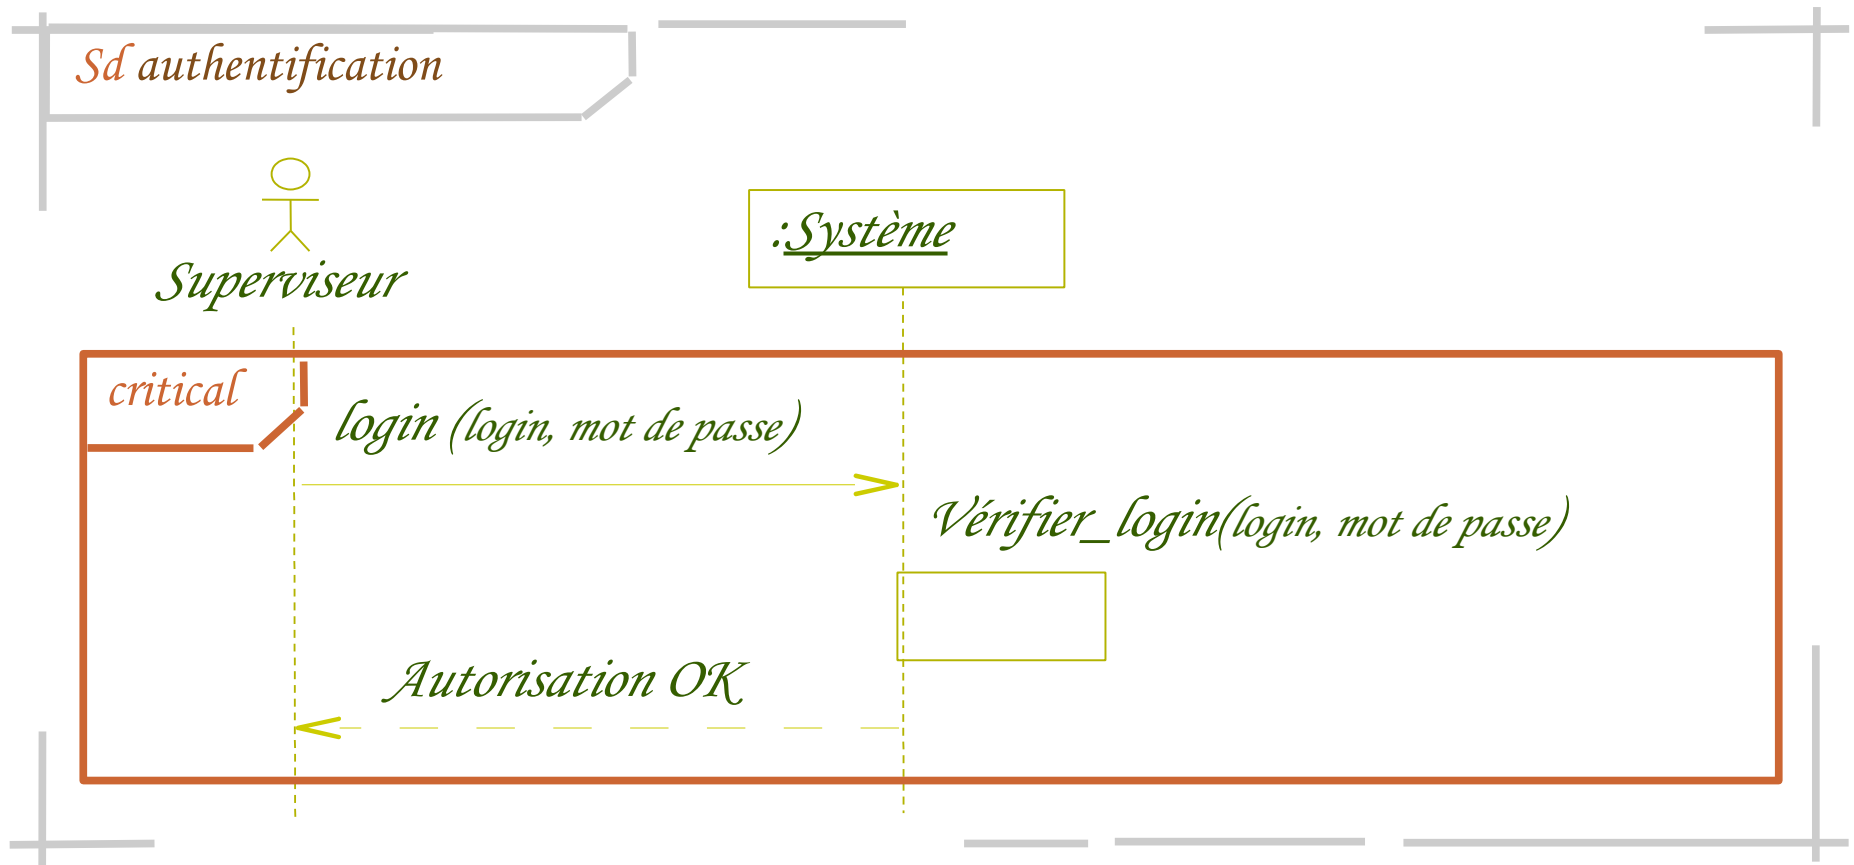 Sd authentification
:Système
Superviseur
critical
login (login, mot de passe)
Vérifier_login(login, mot de passe)
Autorisation OK